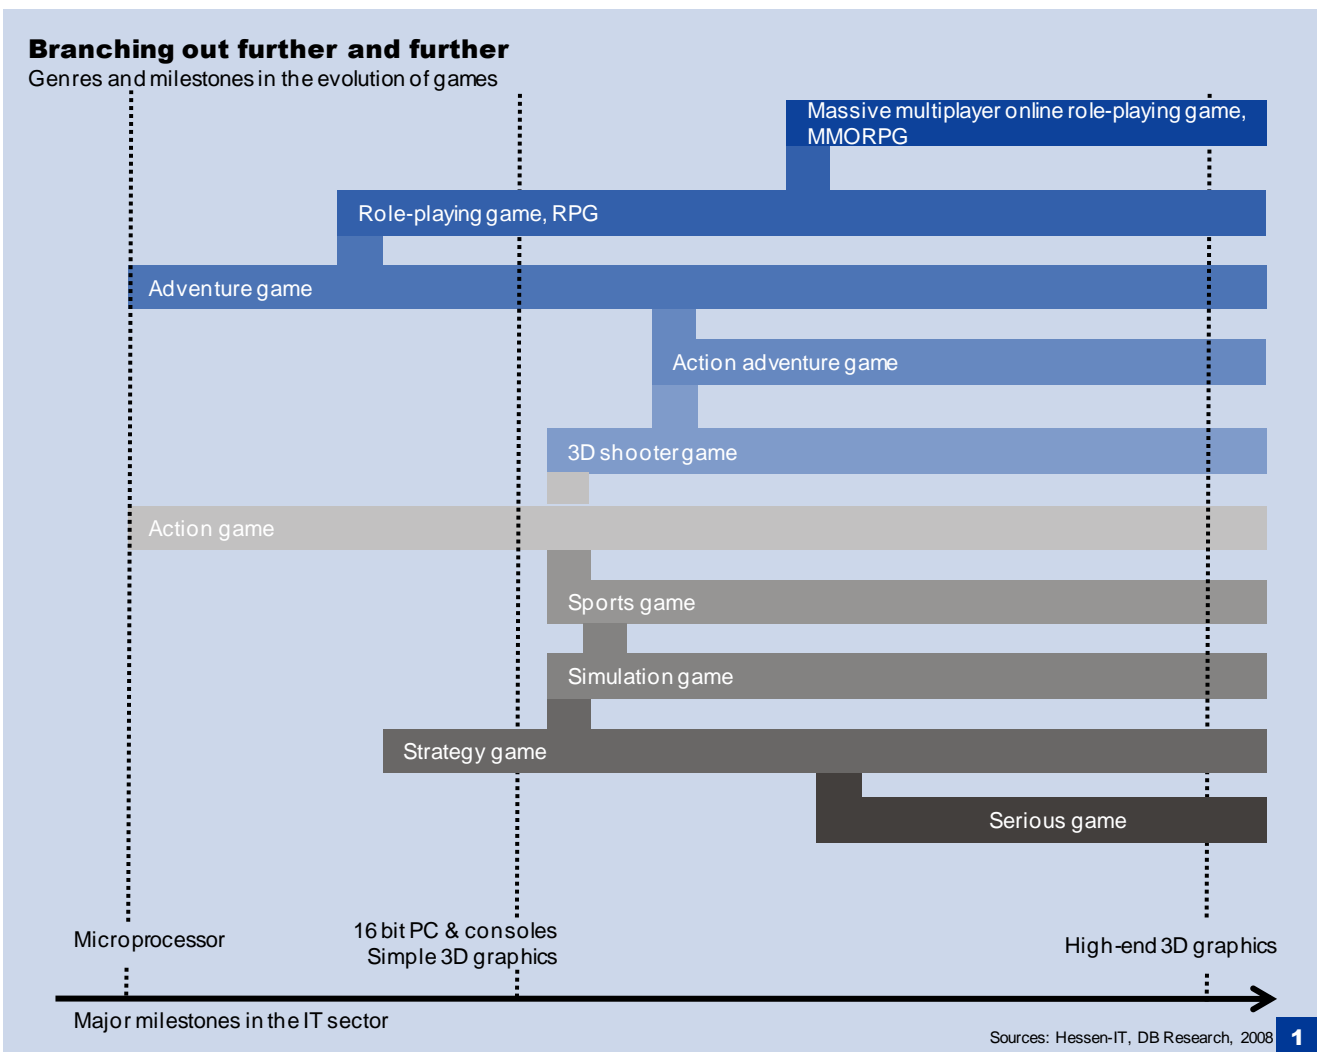 Branching out further and further
Genres and milestones in the evolution of games
Massive multiplayer online role-playing game,
MMORPG
Role-playing game, RPG
Adventure game
Action adventure game
3D shooter game
Action game
Sports game
Simulation game
Strategy game
Serious game
Microprocessor
16 bit PC & consoles
Simple 3D graphics
High-end 3D graphics
Major milestones in the IT sector
Sources: Hessen-IT, DB Research, 2008
1